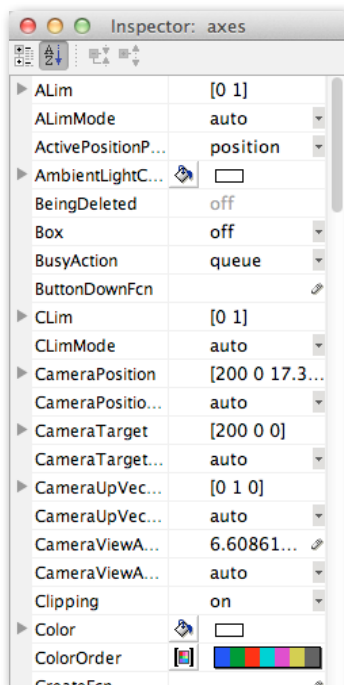 Inspector: axes
ALim [0 1]
ALimMode auto
ActivePositionP... position
AmbientLightC...
BeingDeleted off
Box off
BusyAction queue
ButtonDownFcn
CLim [0 1]
CLimMode auto
CameraPosition [200 0 17.3...
CameraPositio... auto
CameraTarget [200 0 0]
CameraTarget... auto
CameraUpVec... [0 1 0]
CameraUpVec... auto
CameraViewA... 6.60861...
CameraViewA... auto
Clipping on
Color
ColorOrder
CreateFcn